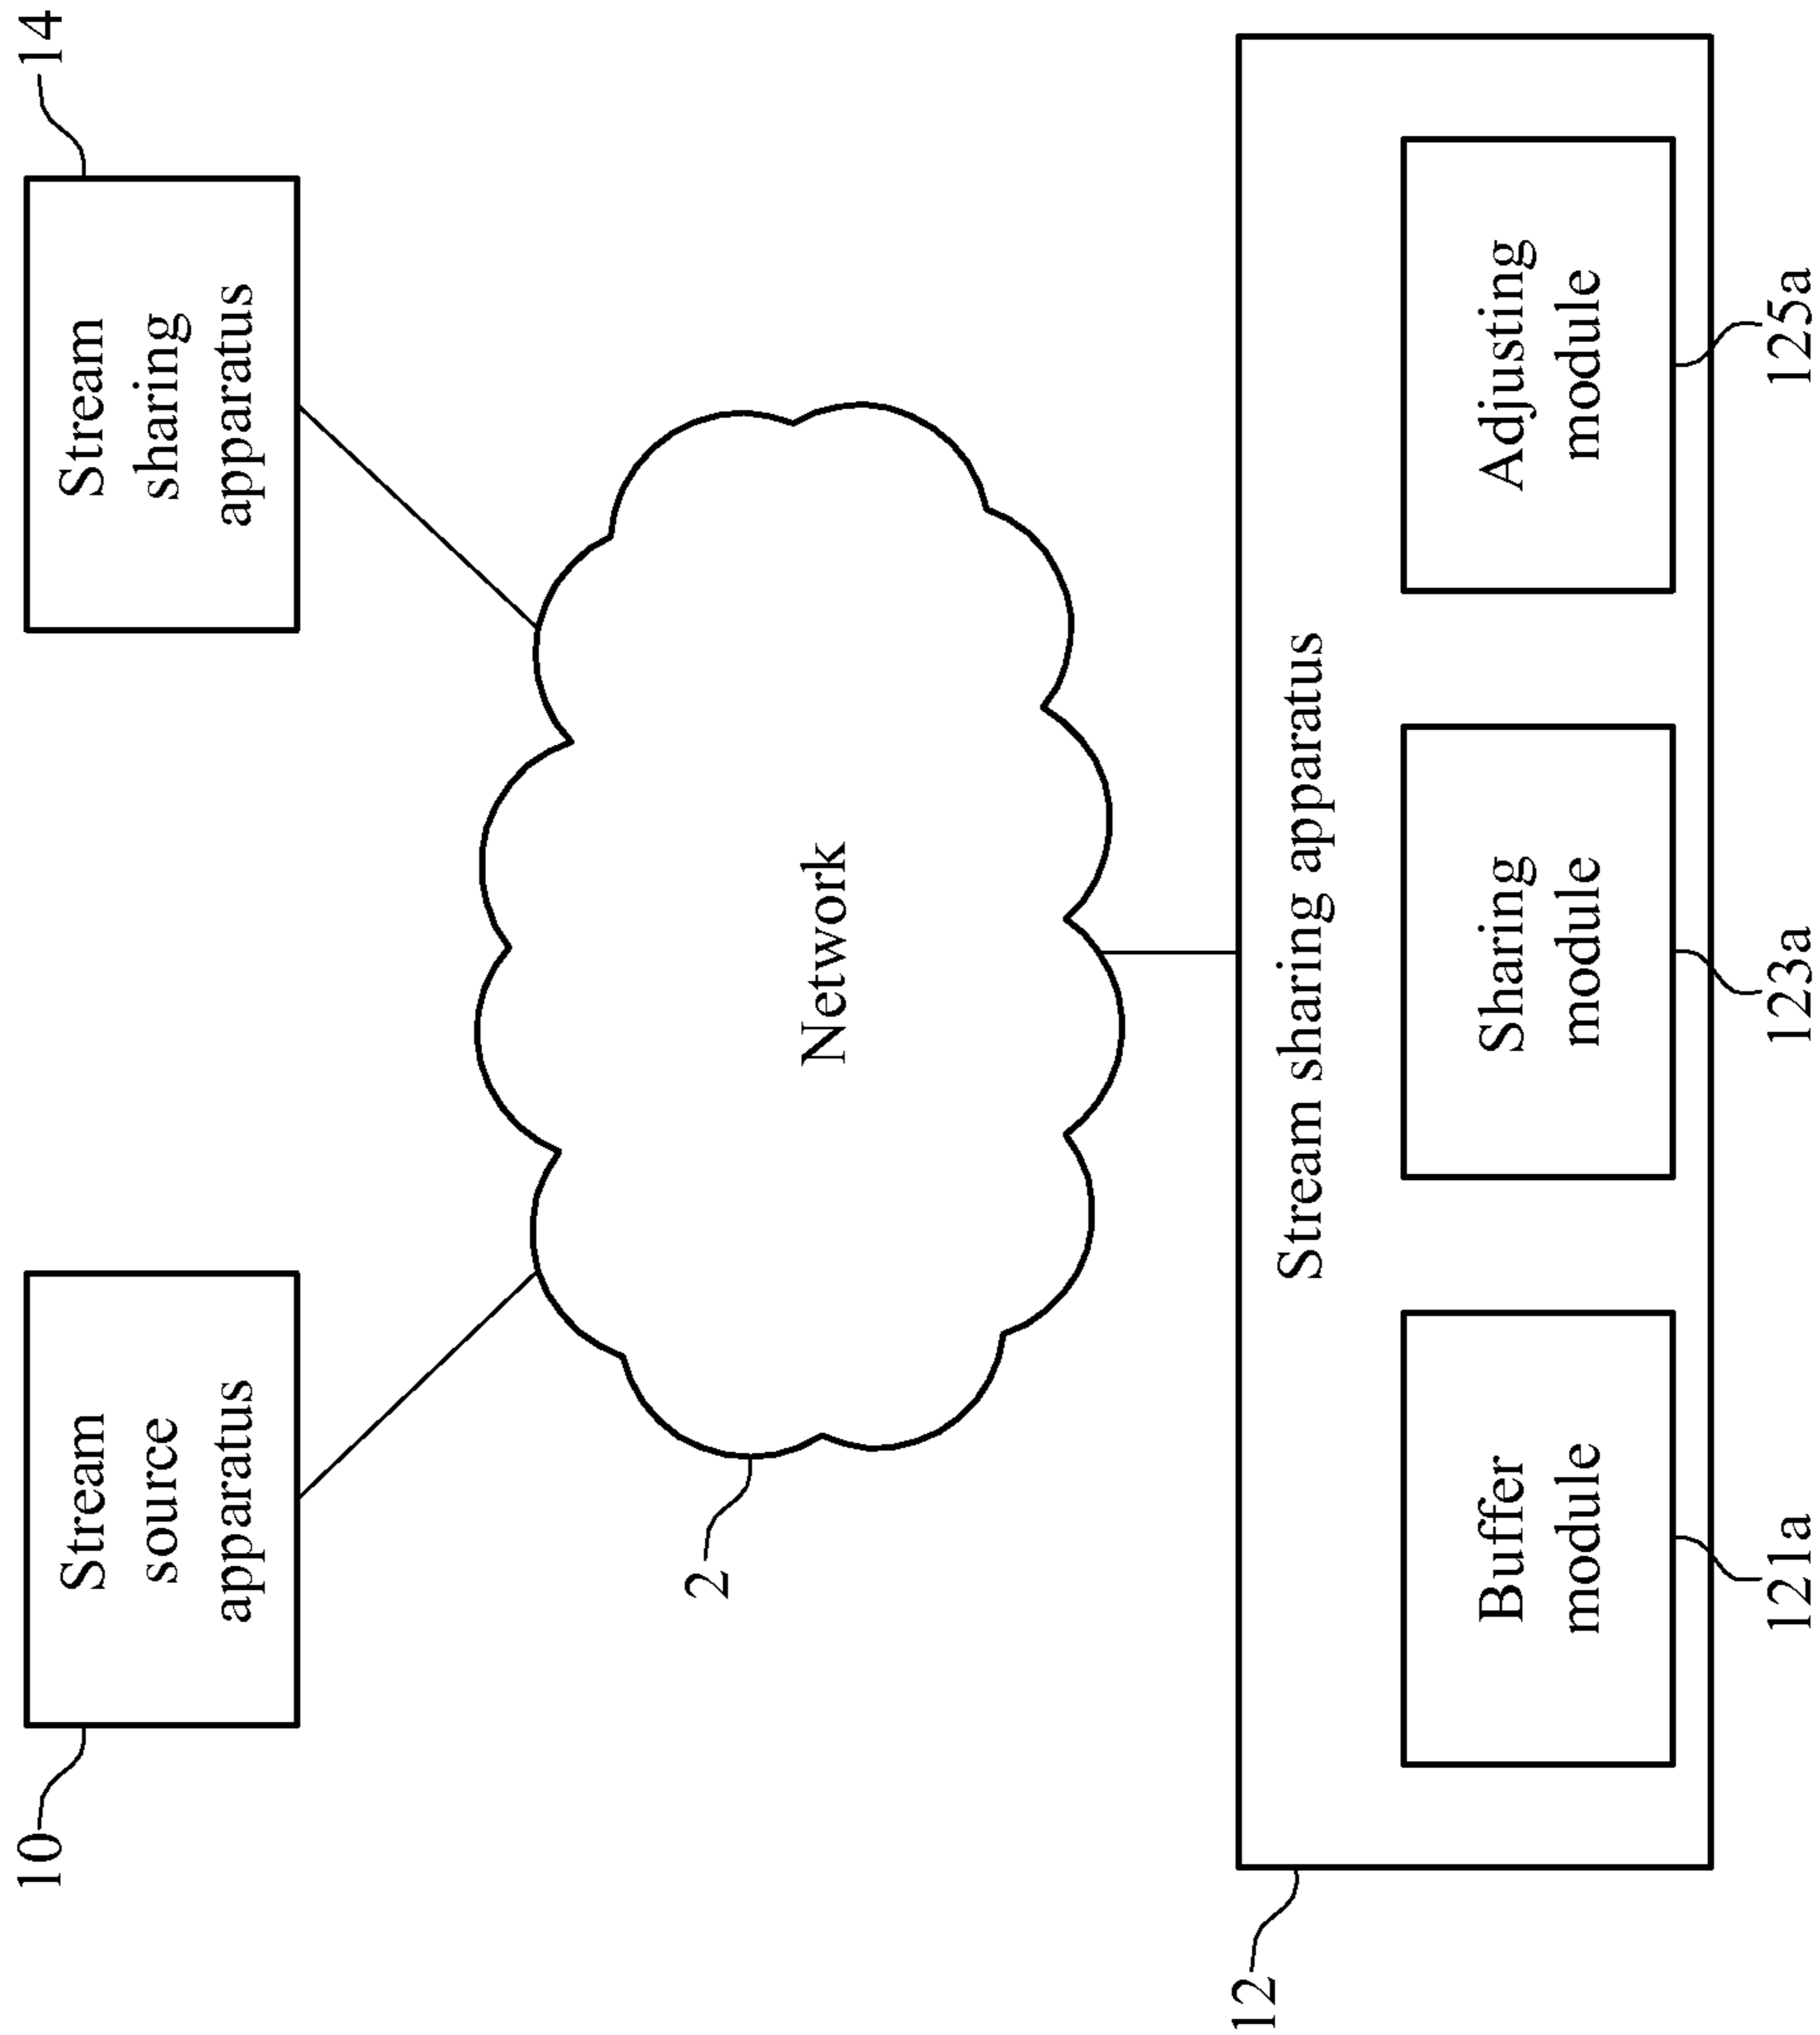 10
Stream
source
apparatus
14
Stream
sharing
apparatus
2
Network
12
Stream sharing apparatus
Buffer
module
Sharing
module
Adjusting
module
121a
123a
125a